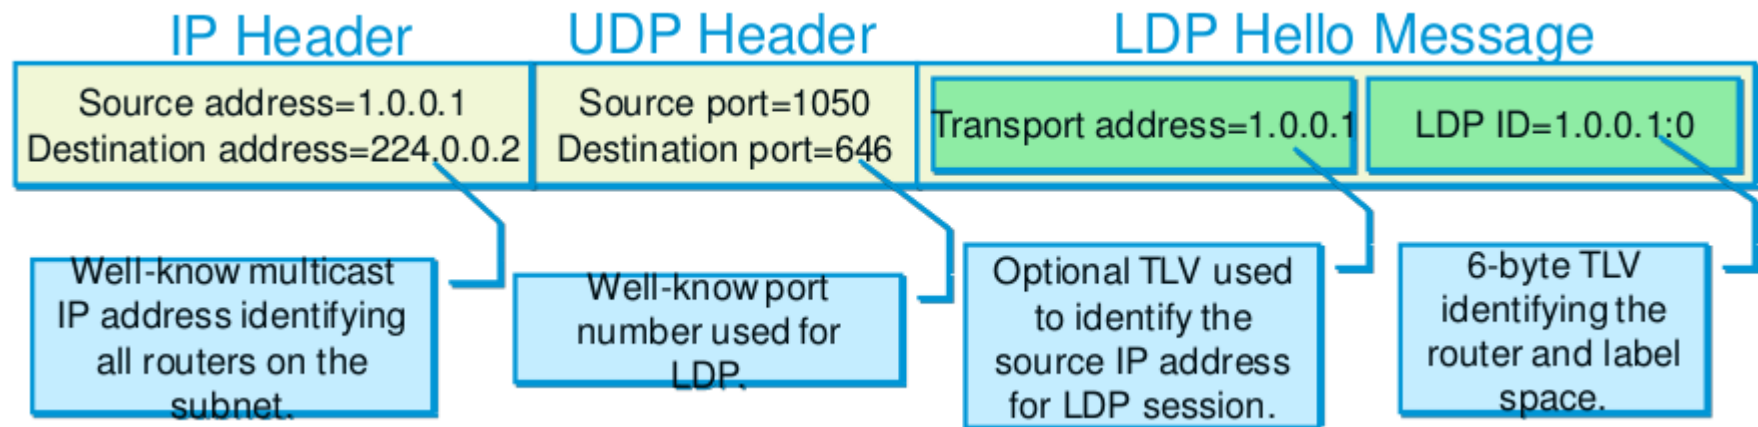 IP Header
UDP Header
LDP Hello Message
Source address=1.0.0.1
Destination address=224.0.0.2
Source port=1050
Destination port=646
Transport address=1.0.0.1
LDP ID=1.0.0.1:0
Well-know multicast
IP address identifying
all routers on the
subnet.
Well-know port
number used for
LDP.
Optional TLV used
to identify the
source IP address
for LDP session.
6-byte TLV
identifying the
router and label
space.